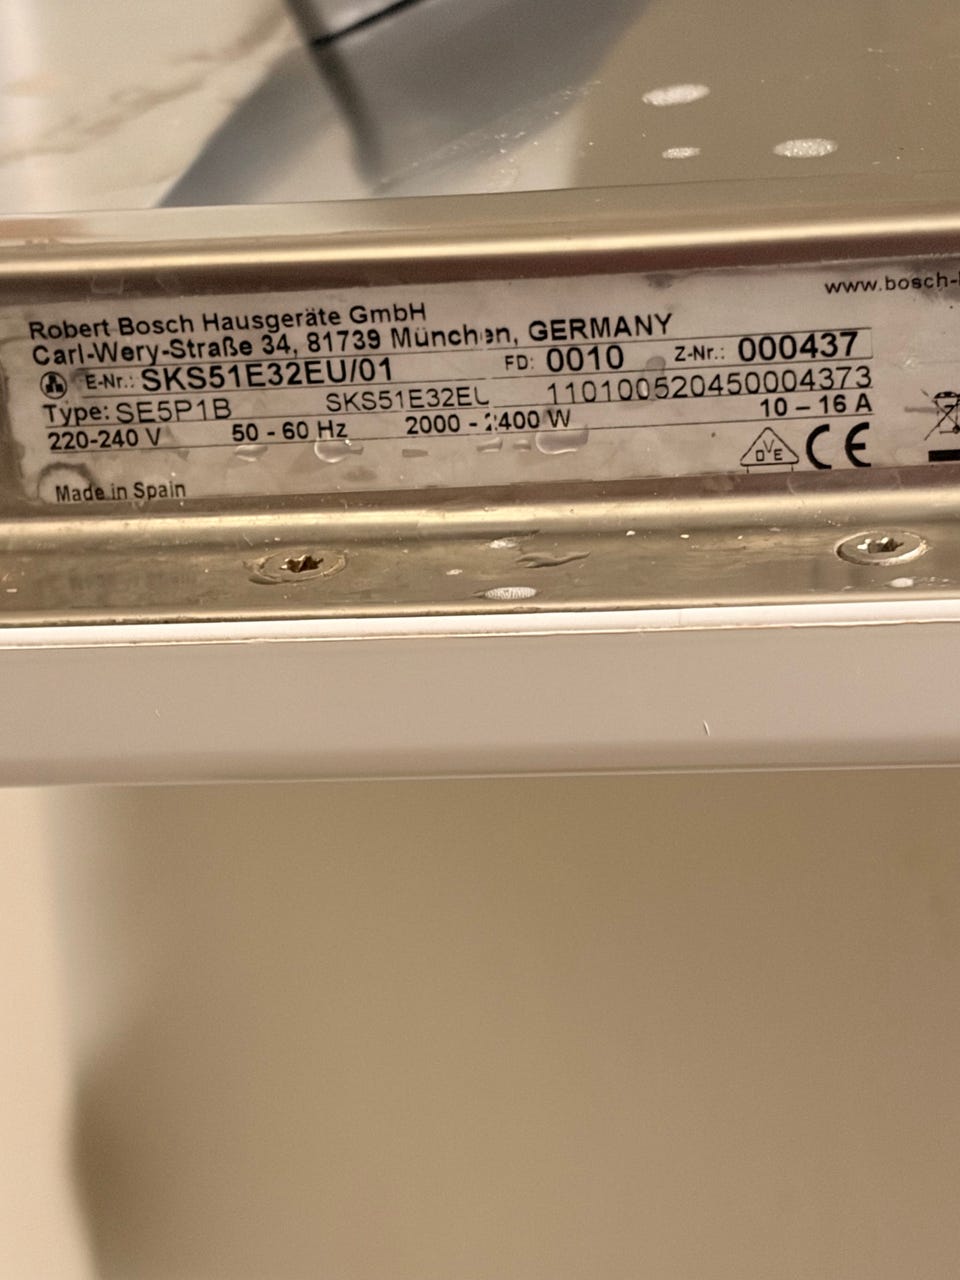 www.bosch-
Robert Bosch Hausgeräte GmbH
Carl-Wery-Straße 34, 81739 München, GERMANY
E-Nr.: SKS51E32EU/01 FD: 0010 Z-Nr.: 000437
Type: SE5P1B SKS51E32EU 110100520450004373
220-240 V 50 - 60 Hz 2000 - 2400 W 10 – 16 A
DVE CE
Made in Spain